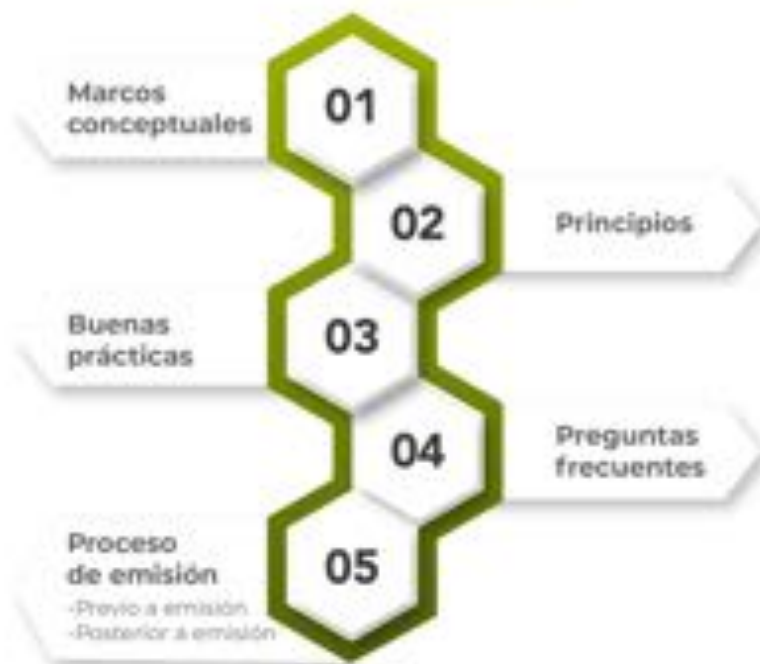 01
Marcos
conceptuales
02
Principios
03
Buenas
prácticas
04
Preguntas
frecuentes
05
Proceso
de emisión
-Previo a emisión
-Posterior a emisión